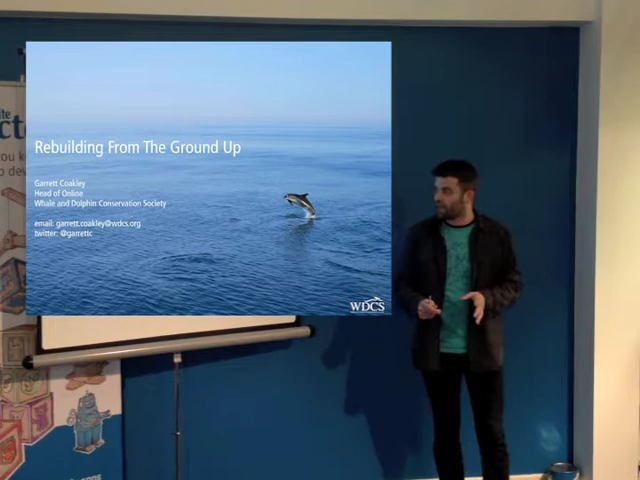 Rebuilding From The Ground Up
Garrett Coakley
Head of Online
Whale and Dolphin Conservation Society
email: garrett.coakley@wdcs.org
twitter: @garrettc
WDCS